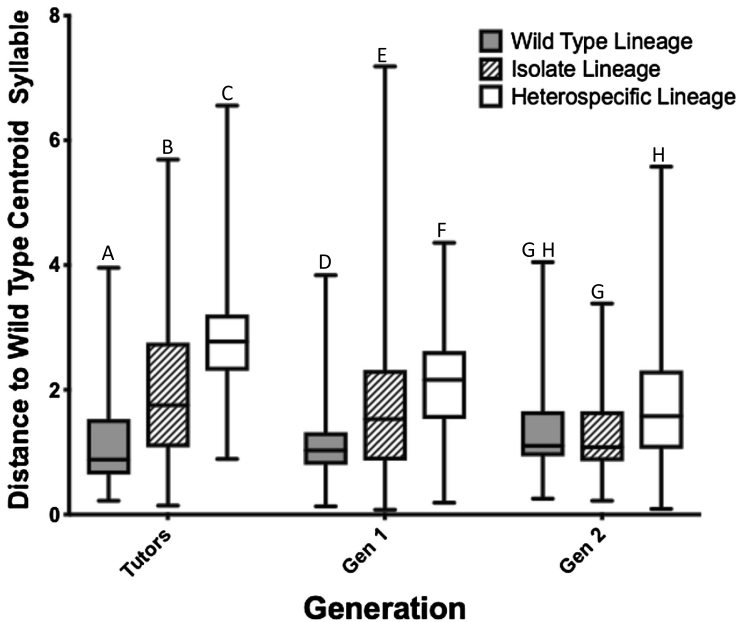 Distance to Wild Type Centroid Syllable
8
6
4
2
0
Wild Type Lineage
Isolate Lineage
Heterospecific Lineage
A
B
C
D
E
F
G H
G
H
Tutors
Gen 1
Gen 2
Generation